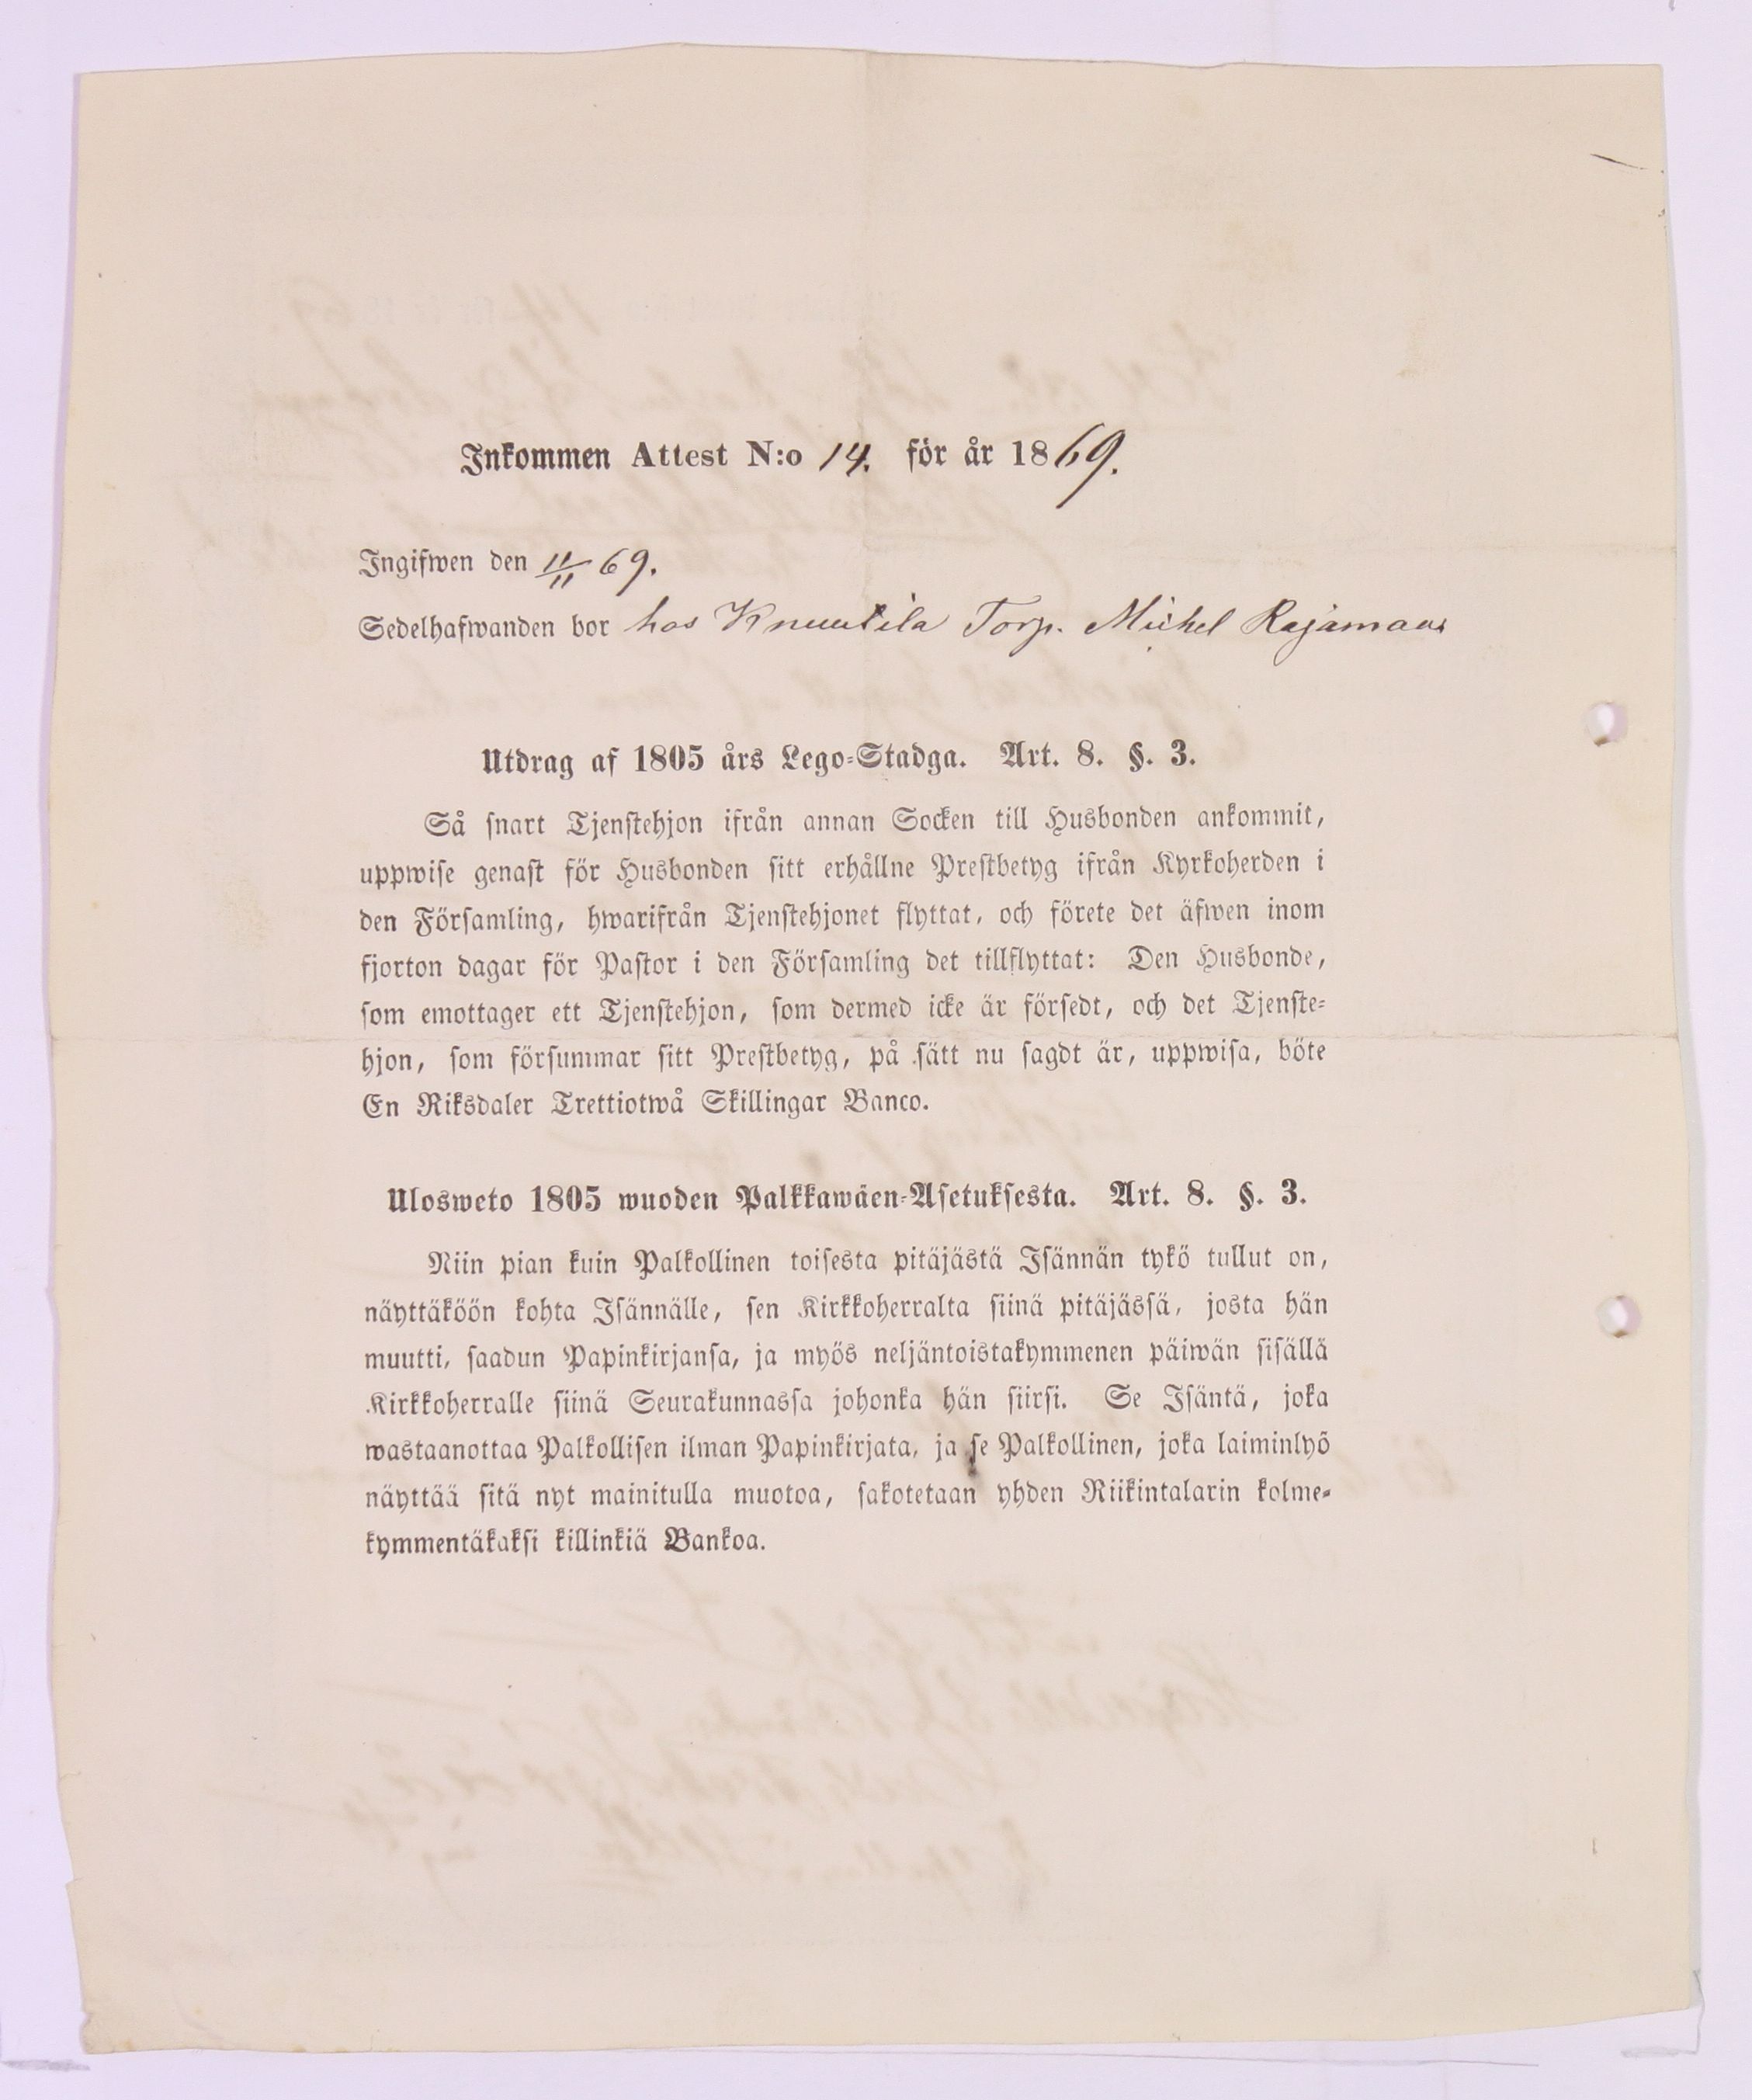 Inkommen Attest N:o 14. för år 1869.
Ingifwen den 11/11 69.
Sedelhafwanden bor hos Knuutila Torp. Michel Rajamaas
Utdrag af 1805 års Lego-Stadga. Art. 8. §. 3.
Så snart Tjenstehjon ifrån annan Socken till Husbonden ankommit,
uppwise genast för Husbonden sitt erhållne Prestbetyg ifrån Kyrkoherden i
den Församling, hwarifrån Tjenstehjonet flyttat, och förete det äfwen inom
fjorton dagar för Pastor i den Församling det tillflyttat: Den Husbonde,
som emottager ett Tjenstehjon, som dermed icke är försedt, och det Tjenste-
hjon, som försummar sitt Prestbetyg, på sätt nu sagdt är, uppwisa, böte
En Riksdaler Trettiotwå Skillingar Banco.
Ulosweto 1805 wuoden Palkkawäen-Asetuksesta. Art. 8. §. 3.
Niin pian kuin Palkollinen toisesta pitäjästä Isännän tykö tullut on,
näyttäköön kohta Isännälle, sen Kirkkoherralta siinä pitäjässä, josta hän
muutti, saadun Papinkirjansa, ja myös neljäntoistakymmenen päiwän sisällä
Kirkkoherralle siinä Seurakunnassa johonka hän siirsi. Se Isäntä, joka
wastaanottaa Palkollisen ilman Papinkirjata, ja se Palkollinen, joka laiminlyö
näyttää sitä nyt mainitulla muotoa, sakotetaan yhden Riikintalarin kolme-
kymmentäkaksi killinkiä Bankoa.